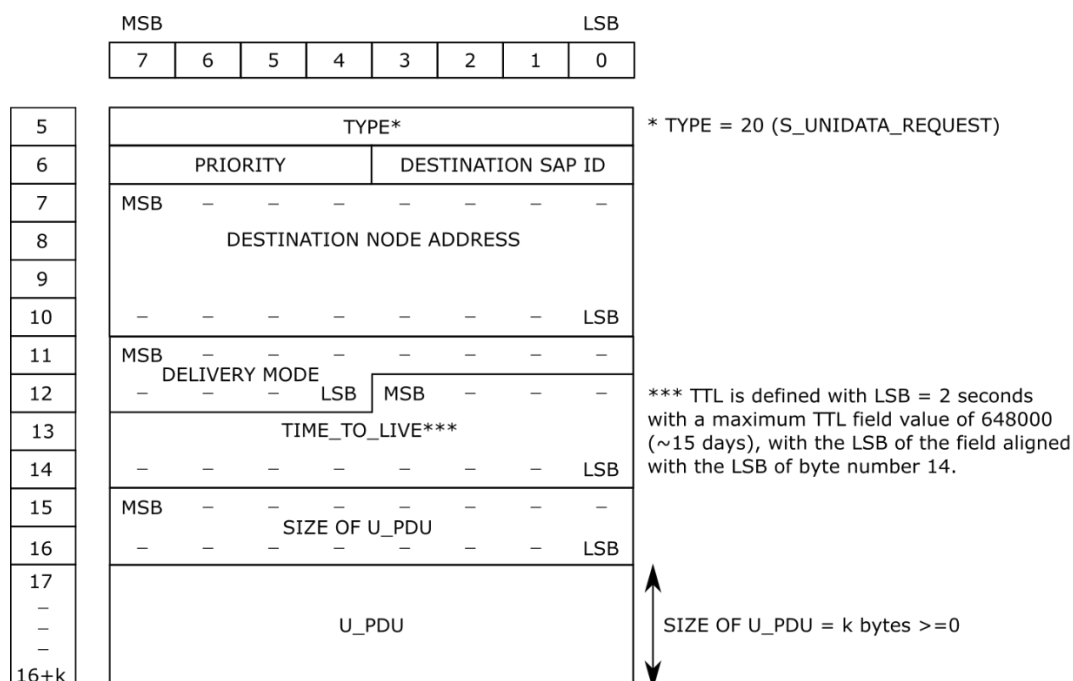 MSB LSB
7 6 5 4 3 2 1 0
5 TYPE* * TYPE = 20 (S_UNIDATA_REQUEST)
6 PRIORITY DESTINATION SAP ID
7 MSB – – – – – – –
8 DESTINATION NODE ADDRESS
9
10 – – – – – – – LSB
11 MSB – – – – – – –
DELIVERY MODE
12 – – – LSB MSB – – – *** TTL is defined with LSB = 2 seconds
with a maximum TTL field value of 648000
13 TIME_TO_LIVE*** (~15 days), with the LSB of the field aligned
14 – – – – – – – LSB with the LSB of byte number 14.
15 MSB – – – – – – –
SIZE OF U_PDU
16 – – – – – – – LSB
17
–
– U_PDU SIZE OF U_PDU = k bytes >=0
–
16+k